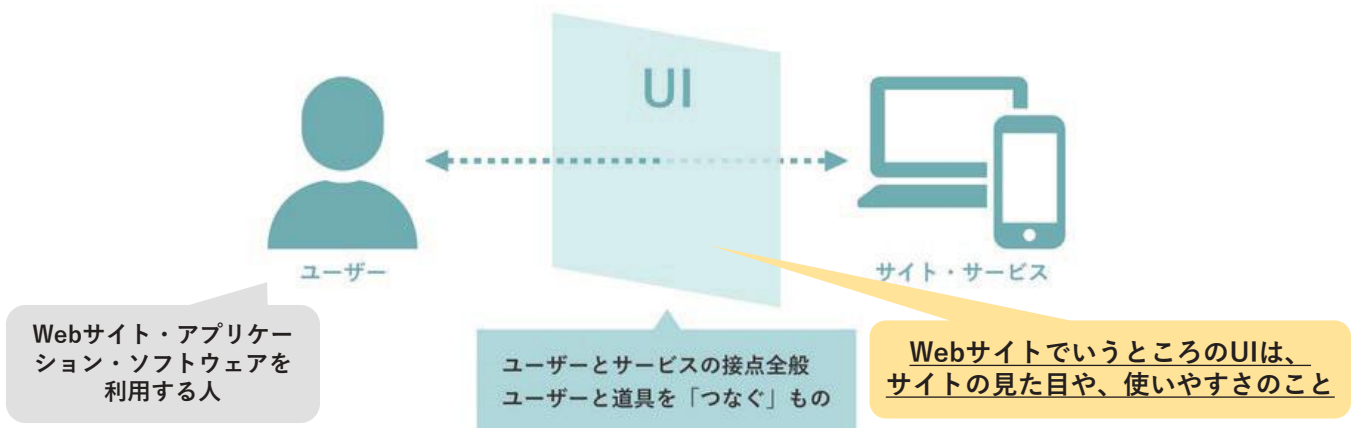 UI
ユーザー
サイト・サービス
Webサイト・アプリケー
ション・ソフトウェアを
利用する人
ユーザーとサービスの接点全般
ユーザーと道具を「つなぐ」もの
WebサイトでいうところのUIは、
サイトの見た目や、使いやすさのこと